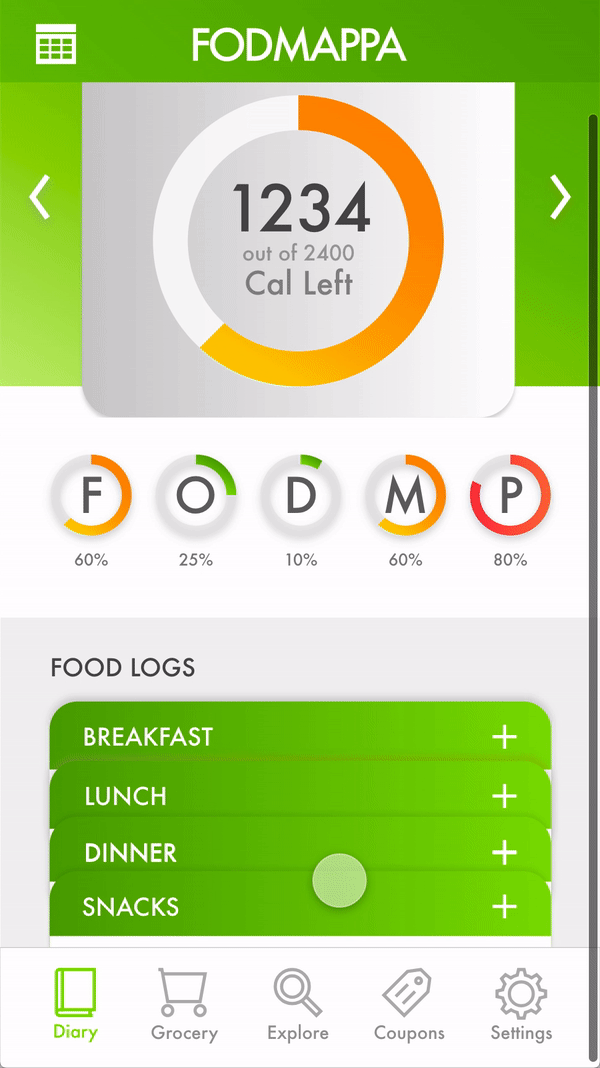 FODMAPPA
1234
out of 2400
Cal Left
F O D M P
60% 25% 10% 60% 80%
FOOD LOGS
BREAKFAST +
LUNCH +
DINNER +
SNACKS +
Diary Grocery Explore Coupons Settings